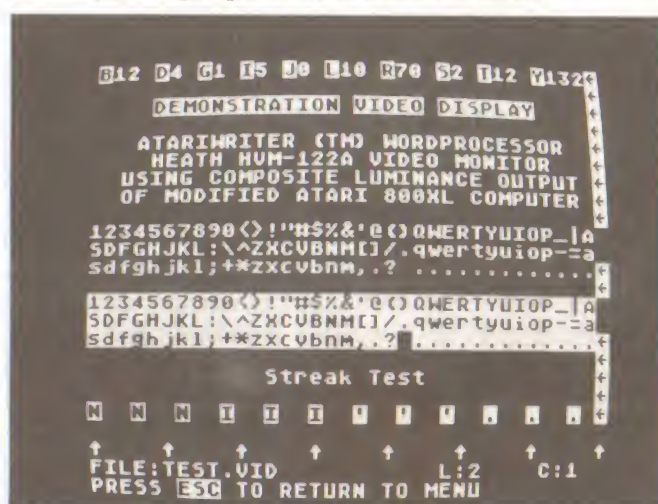 B12 D4 G1 I5 J0 L10 R70 S2 T12 Y132←
DEMONSTRATION VIDEO DISPLAY
ATARIWRITER (TM) WORDPROCESSOR
HEATH HVM-122A VIDEO MONITOR
USING COMPOSITE LUMINANCE OUTPUT
OF MODIFIED ATARI 800XL COMPUTER
1234567890<>!"#$%&'@()QWERTYUIOP_|A
SDFGHJKL:\^ZXCVBNM[]/.qwertyuiop-=a
sdfghjkl;+*zxcvbnm,.? .............←
1234567890<>!"#$%&'@()QWERTYUIOP_|A
SDFGHJKL:\^ZXCVBNM[]/.qwertyuiop-=a
sdfghjkl;+*zxcvbnm,.? .............←
Streak Test
N N N I I I ' ' ' . . . ←
FILE:TEST.VID L:2 C:1
PRESS ESC TO RETURN TO MENU